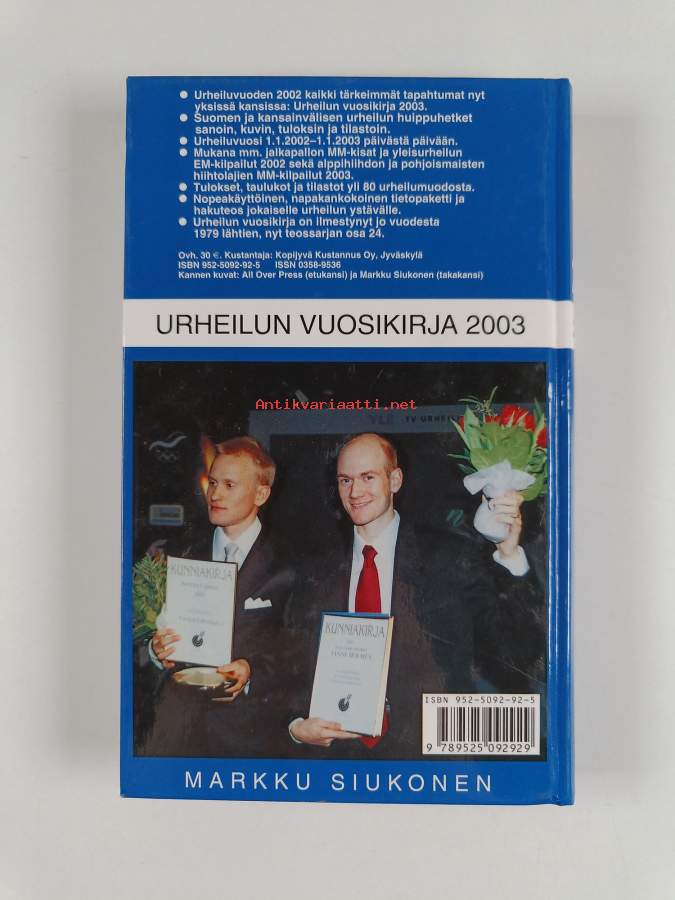 ● Urheiluvuoden 2002 kaikki tärkeimmät tapahtumat nyt
yksissä kansissa: Urheilun vuosikirja 2003.
● Suomen ja kansainvälisen urheilun huippuhetket
sanoin, kuvin, tuloksin ja tilastoin.
● Urheiluvuosi 1.1.2002–1.1.2003 päivästä päivään.
● Mukana mm. jalkapallon MM-kisat ja yleisurheilun
EM-kilpailut 2002 sekä alppihiihdon ja pohjoismaisten
hiihtolajien MM-kilpailut 2003.
● Tulokset, taulukot ja tilastot yli 80 urheilumuodosta.
● Nopeakäyttöinen, napakankokoinen tietopaketti ja
hakuteos jokaiselle urheilun ystävälle.
● Urheilun vuosikirja on ilmestynyt jo vuodesta
1979 lähtien, nyt teossarjan osa 24.
Ovh. 30 €. Kustantaja: Kopijyvä Kustannus Oy, Jyväskylä
ISBN 952-5092-92-5 ISSN 0358-9536
Kannen kuvat: All Over Press (etukansi) ja Markku Siukonen (takakansi)
URHEILUN VUOSIKIRJA 2003
Antikvariaatti.net
YLE TV URHEIL
KUNNIAKIRJA
KUNNIAKIRJA
ISBN 952-5092-92-5
9 789525 092929
MARKKU SIUKONEN